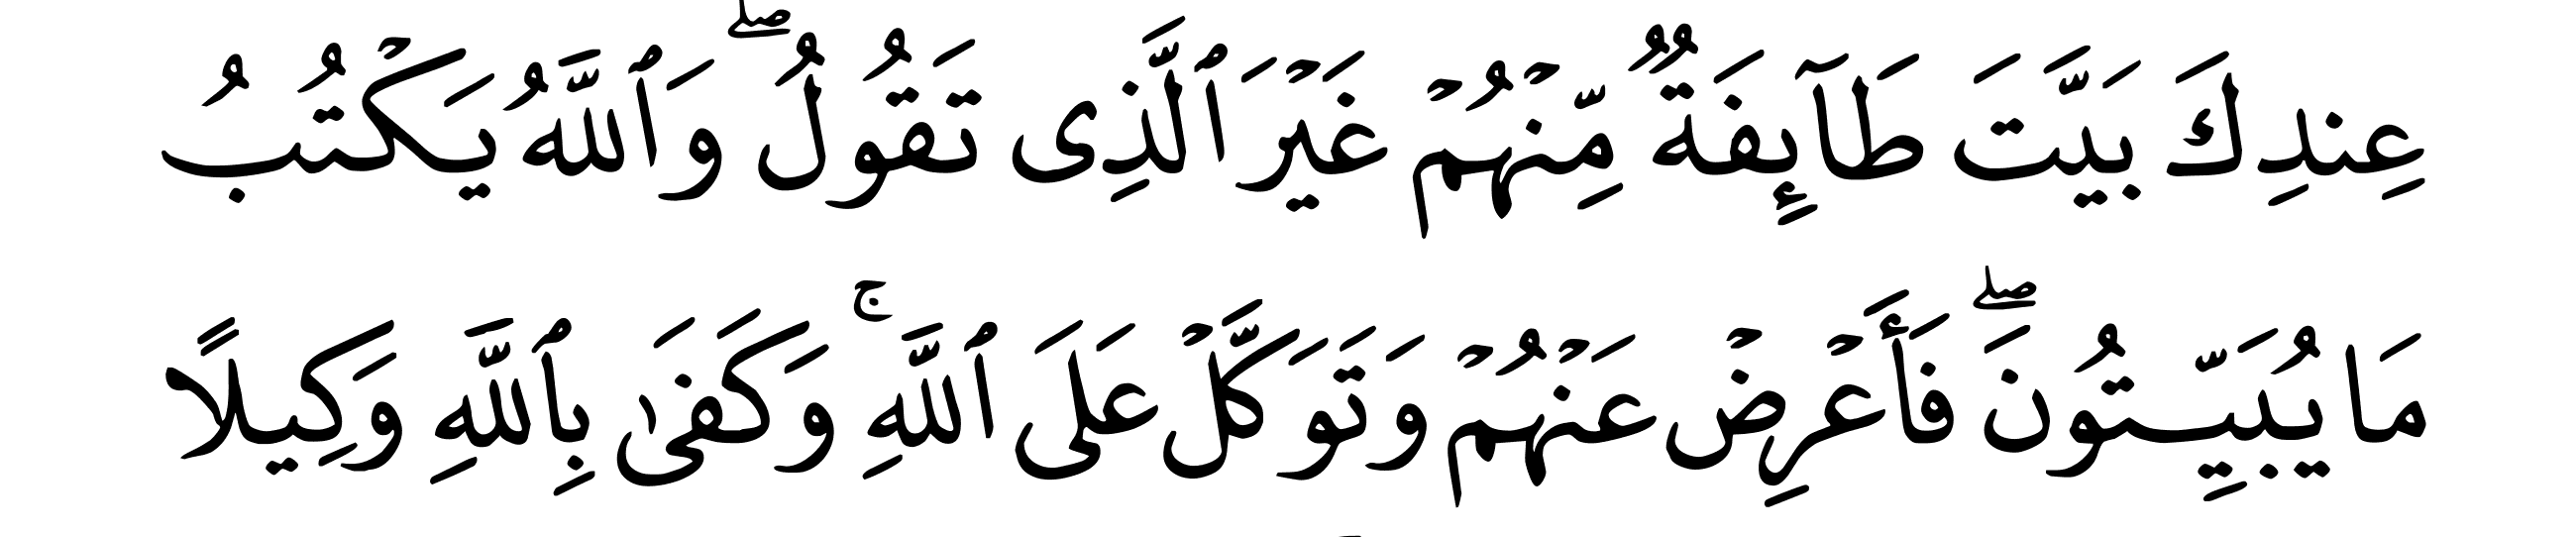 عِندِكَ بَيَّتَ طَآئِفَةٌ مِّنْهُمْ غَيْرَ ٱلَّذِى تَقُولُ ۖ وَٱللَّهُ يَكْتُبُ
مَا يُبَيِّتُونَ ۖ فَأَعْرِضْ عَنْهُمْ وَتَوَكَّلْ عَلَى ٱللَّهِ ۚ وَكَفَىٰ بِٱللَّهِ وَكِيلًا